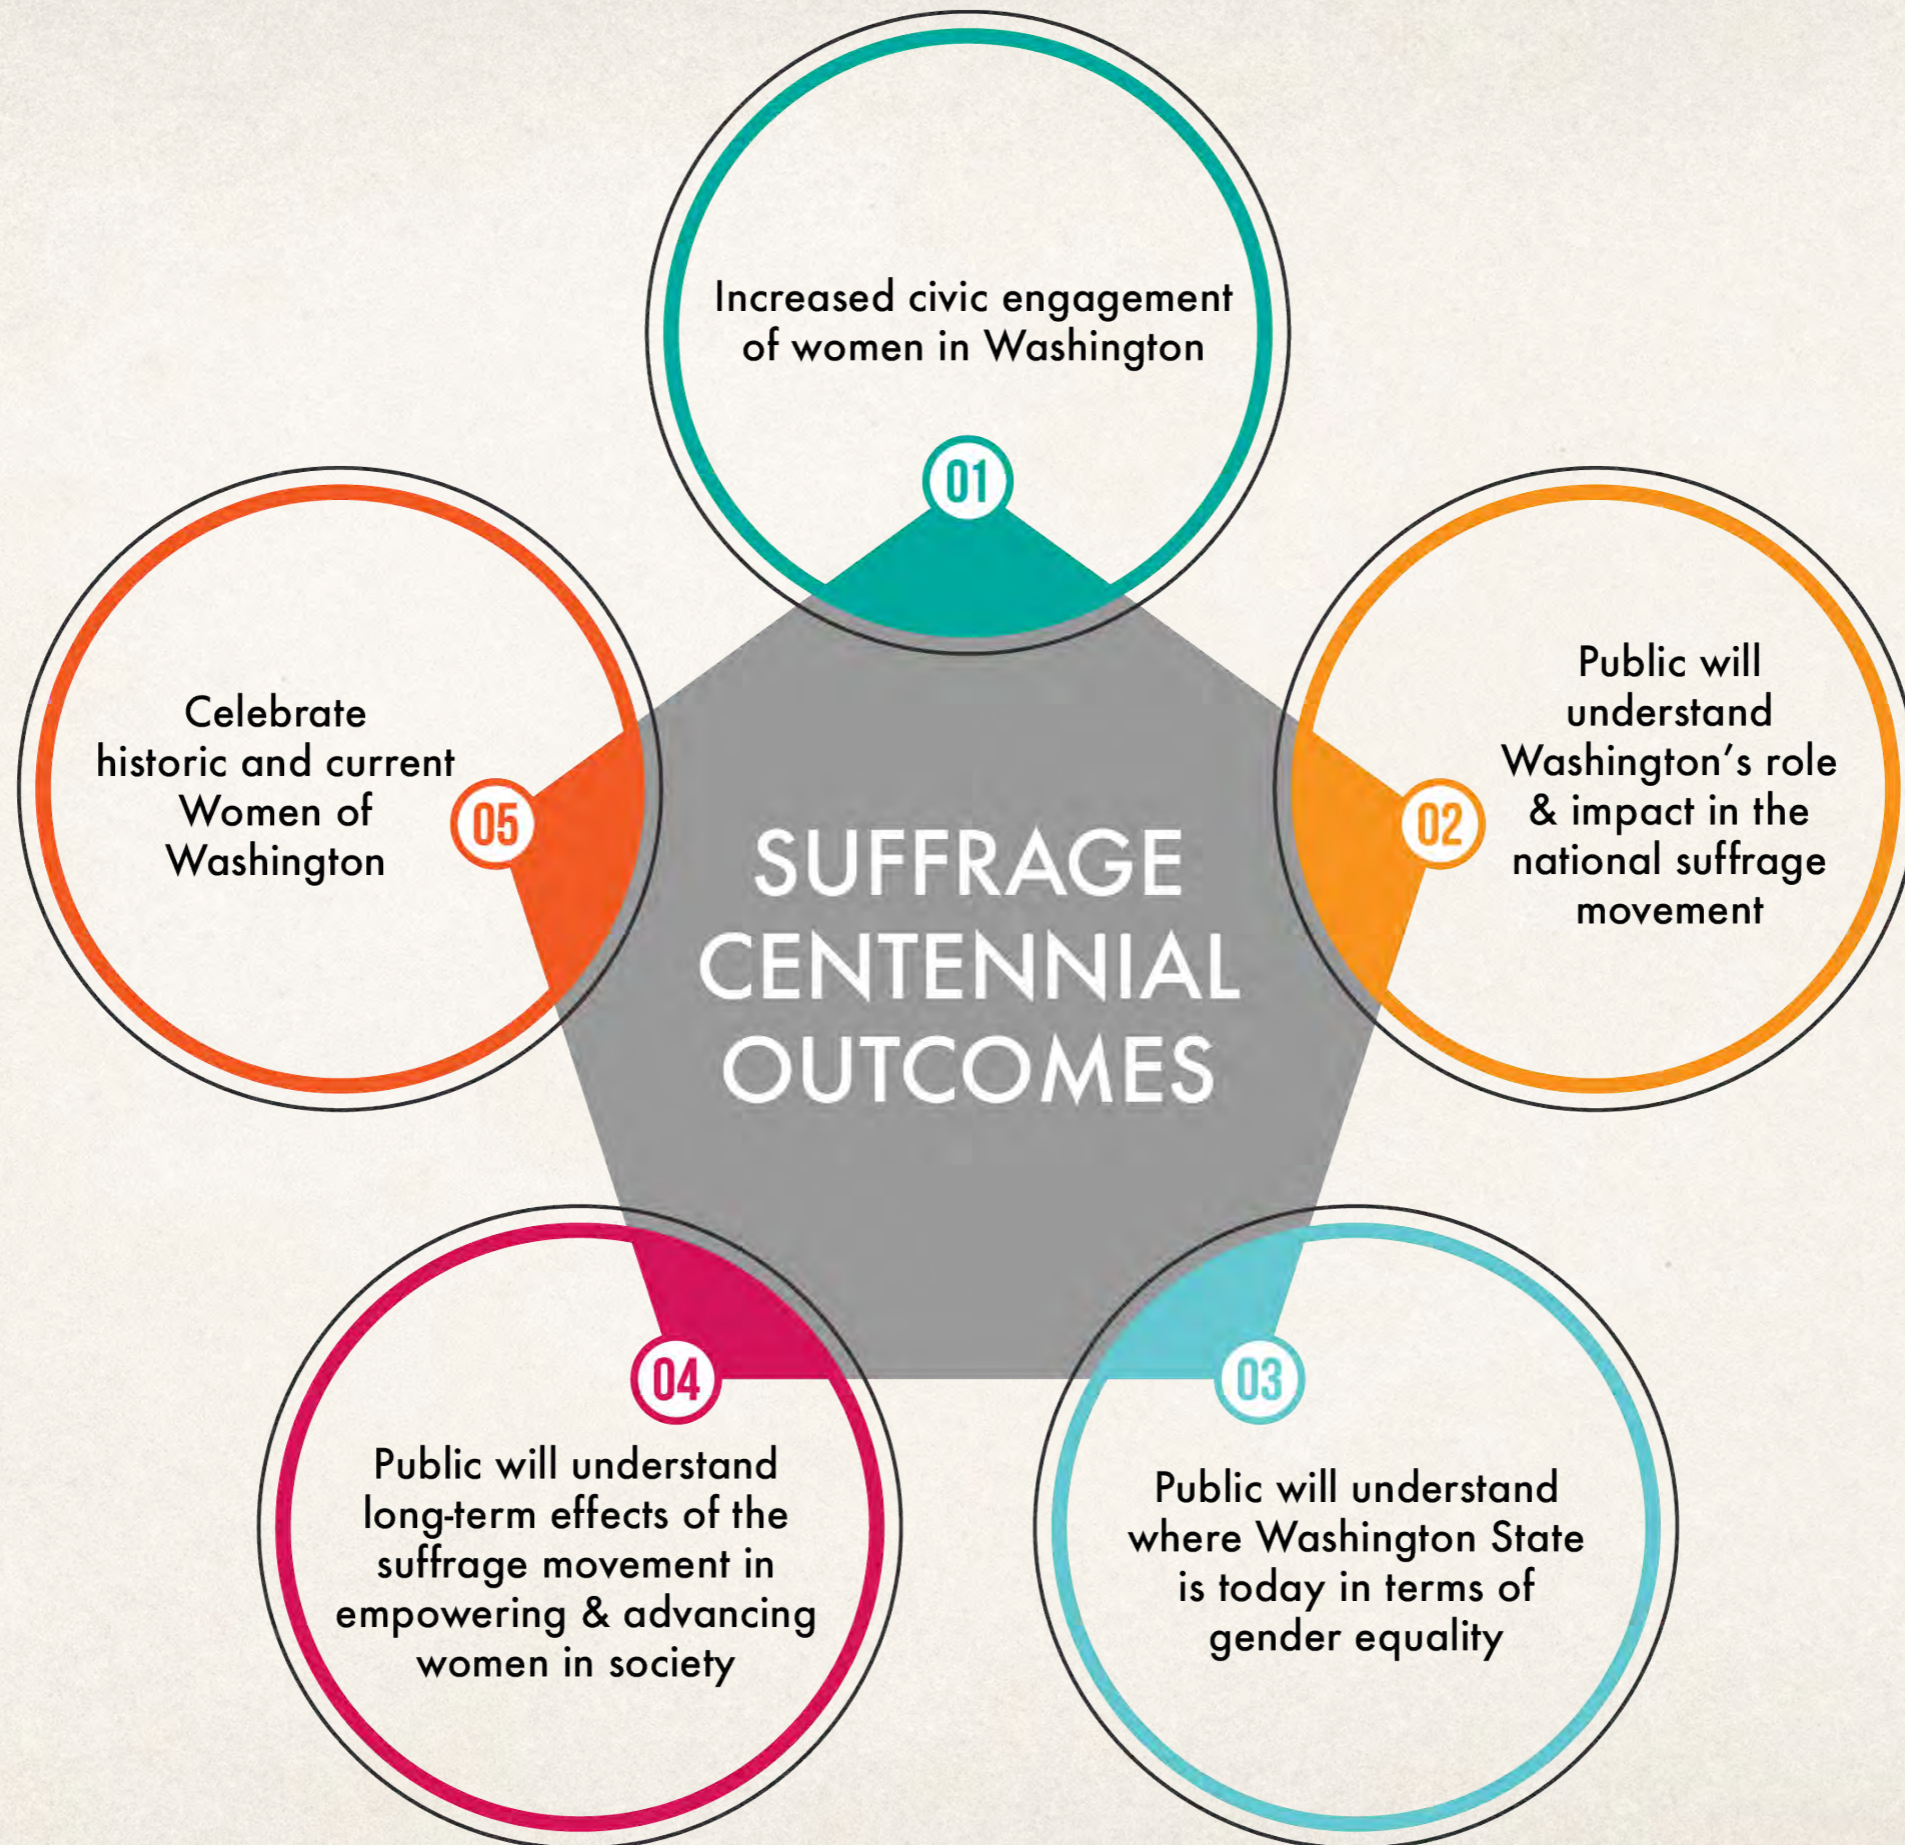 Increased civic engagement
of women in Washington
01
Public will
understand
Washington's role
& impact in the
national suffrage
movement
02
Public will understand
where Washington State
is today in terms of
gender equality
03
Public will understand
long-term effects of the
suffrage movement in
empowering & advancing
women in society
04
Celebrate
historic and current
Women of
Washington
05
SUFFRAGE
CENTENNIAL
OUTCOMES